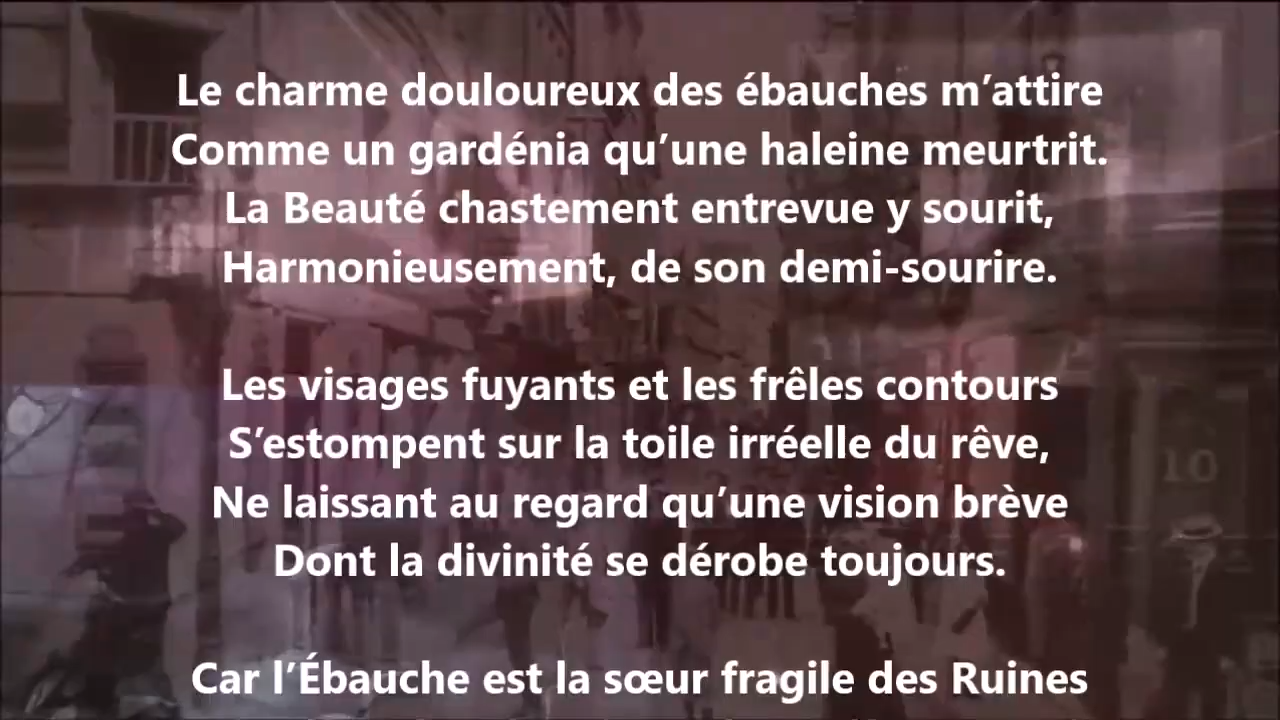 Le charme douloureux des ébauches m’attire
Comme un gardénia qu’une haleine meurtrit.
La Beauté chastement entrevue y sourit,
Harmonieusement, de son demi-sourire.
Les visages fuyants et les frêles contours
S’estompent sur la toile irréelle du rêve,
Ne laissant au regard qu’une vision brève
Dont la divinité se dérobe toujours.
10
Car l’Ébauche est la sœur fragile des Ruines